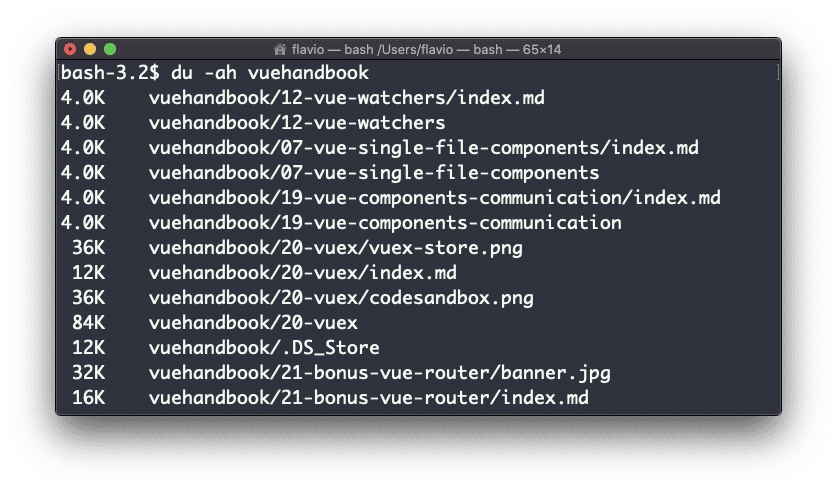 flavio — bash /Users/flavio — bash — 65×14
bash-3.2$ du -ah vuehandbook
4.0K    vuehandbook/12-vue-watchers/index.md
4.0K    vuehandbook/12-vue-watchers
4.0K    vuehandbook/07-vue-single-file-components/index.md
4.0K    vuehandbook/07-vue-single-file-components
4.0K    vuehandbook/19-vue-components-communication/index.md
4.0K    vuehandbook/19-vue-components-communication
 36K    vuehandbook/20-vuex/vuex-store.png
 12K    vuehandbook/20-vuex/index.md
 36K    vuehandbook/20-vuex/codesandbox.png
 84K    vuehandbook/20-vuex
 12K    vuehandbook/.DS_Store
 32K    vuehandbook/21-bonus-vue-router/banner.jpg
 16K    vuehandbook/21-bonus-vue-router/index.md